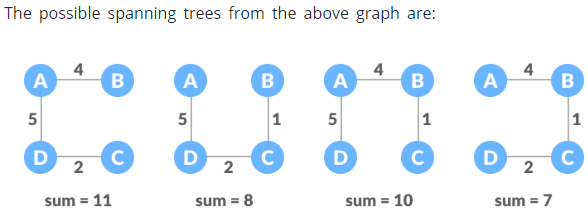 The possible spanning trees from the above graph are:
A 4 B A B A 4 B A 4 B
5 5 1 5 1 1
D 2 C D 2 C D C D 2 C
sum = 11 sum = 8 sum = 10 sum = 7